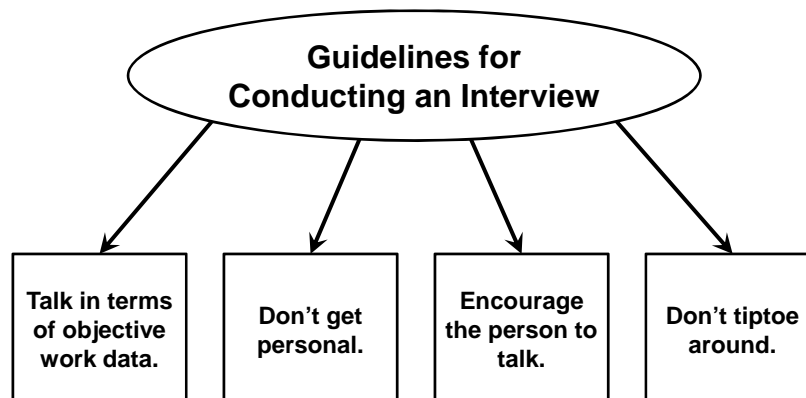 Guidelines for
Conducting an Interview
Talk in terms
of objective
work data.
Don’t get
personal.
Encourage
the person to
talk.
Don’t tiptoe
around.